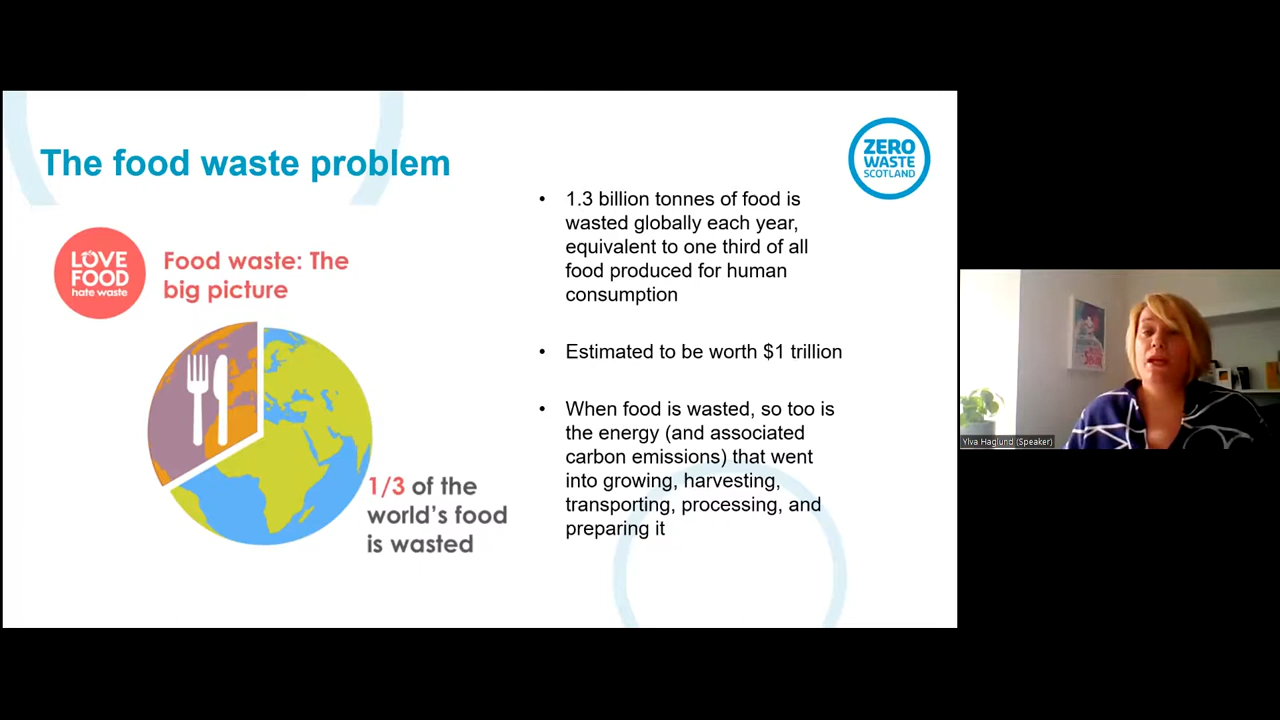 The food waste problem
ZERO
WASTE
SCOTLAND
LOVE
FOOD
hate waste
Food waste: The
big picture
1/3 of the
world's food
is wasted
• 1.3 billion tonnes of food is
wasted globally each year,
equivalent to one third of all
food produced for human
consumption
• Estimated to be worth $1 trillion
• When food is wasted, so too is
the energy (and associated
carbon emissions) that went
into growing, harvesting,
transporting, processing, and
preparing it
Ylva Haglund (Speaker)